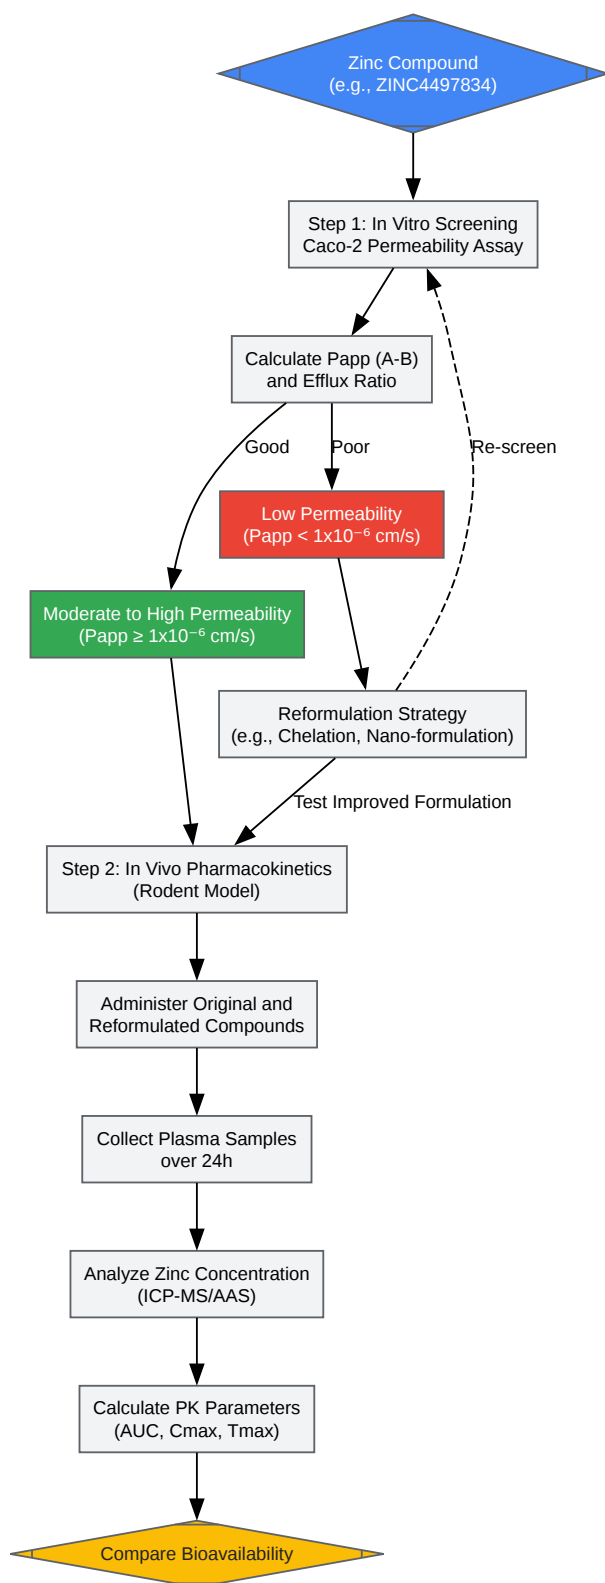 Zinc Compound
(e.g., ZINC4497834)
Step 1: In Vitro Screening
Caco-2 Permeability Assay
Calculate Papp (A-B)
and Efflux Ratio
Good
Poor
Re-screen
Low Permeability
(Papp < 1x10⁻⁶ cm/s)
Moderate to High Permeability
(Papp ≥ 1x10⁻⁶ cm/s)
Reformulation Strategy
(e.g., Chelation, Nano-formulation)
Test Improved Formulation
Step 2: In Vivo Pharmacokinetics
(Rodent Model)
Administer Original and
Reformulated Compounds
Collect Plasma Samples
over 24h
Analyze Zinc Concentration
(ICP-MS/AAS)
Calculate PK Parameters
(AUC, Cmax, Tmax)
Compare Bioavailability